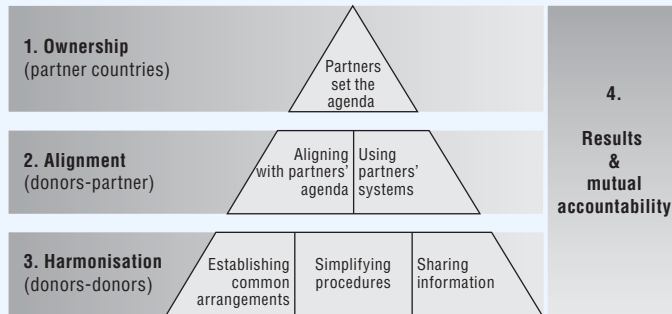 1. Ownership
(partner countries)
Partners
set the
agenda
2. Alignment
(donors-partner)
Aligning
with partners'
agenda
Using
partners'
systems
3. Harmonisation
(donors-donors)
Establishing
common
arrangements
Simplifying
procedures
Sharing
information
4.
Results
&
mutual
accountability